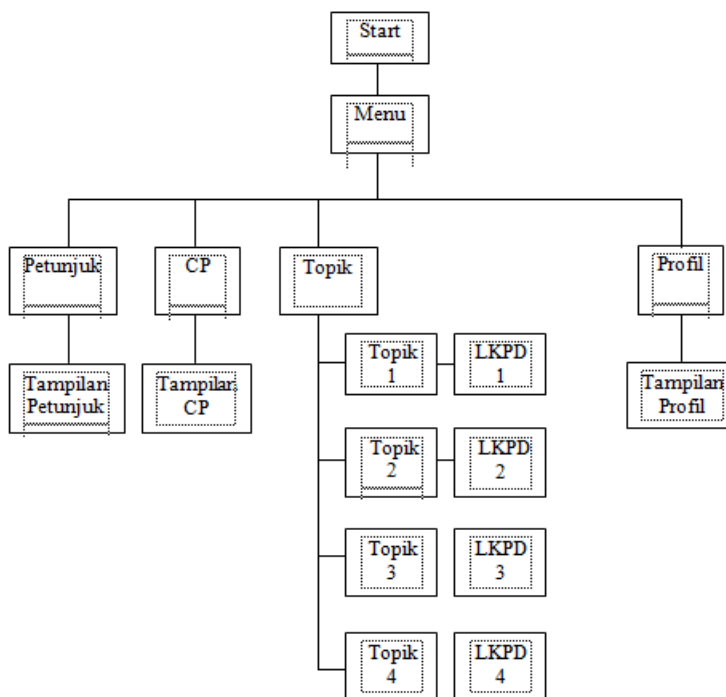 Start
Menu
Petunjuk
CP
Topik
Profil
Tampilan
Petunjuk
Tampilan
CP
Topik
1
LKPD
1
Tampilan
Profil
Topik
2
LKPD
2
Topik
3
LKPD
3
Topik
4
LKPD
4